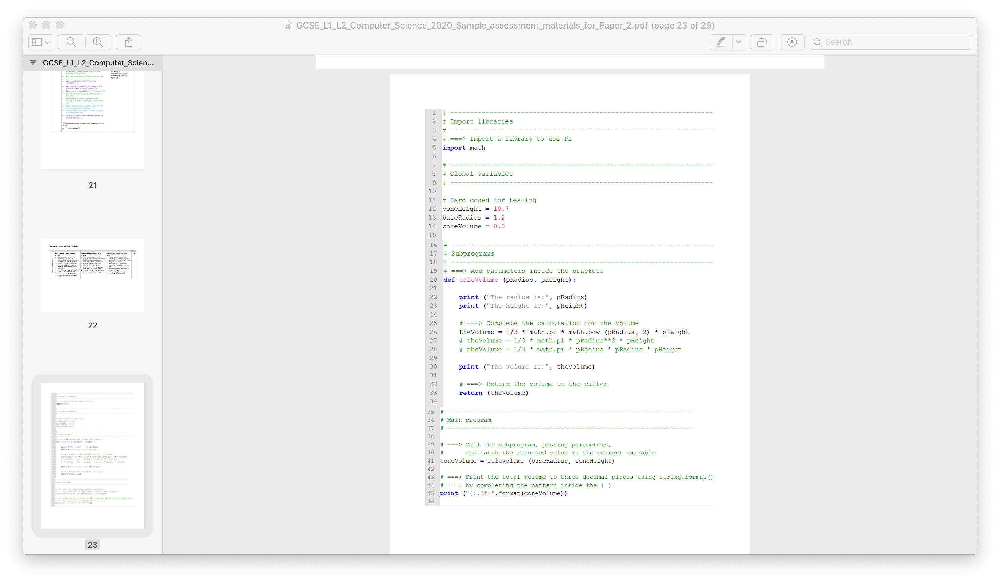 GCSE_L1_L2_Computer_Science_2020_Sample_assessment_materials_for_Paper_2.pdf (page 23 of 29)
Search
GCSE_L1_L2_Computer_Scien...
21
22
23
1 # -------------------------------------------------------------------
2 # Import libraries
3 # -------------------------------------------------------------------
4 # ===> Import a library to use Pi
5 import math
6
7 # -------------------------------------------------------------------
8 # Global variables
9 # -------------------------------------------------------------------
10
11 # Hard coded for testing
12 coneHeight = 10.7
13 baseRadius = 1.2
14 coneVolume = 0.0
15
16 # -------------------------------------------------------------------
17 # Subprograms
18 # -------------------------------------------------------------------
19 # ===> Add parameters inside the brackets
20 def calcVolume (pRadius, pHeight):
21
22     print ("The radius is:", pRadius)
23     print ("The height is:", pHeight)
24
25     # ===> Complete the calculation for the volume
26     theVolume = 1/3 * math.pi * math.pow (pRadius, 2) * pHeight
27     # theVolume = 1/3 * math.pi * pRadius**2 * pHeight
28     # theVolume = 1/3 * math.pi * pRadius * pRadius * pHeight
29
30     print ("The volume is:", theVolume)
31
32     # ===> Return the volume to the caller
33     return (theVolume)
34
35 # -------------------------------------------------------------------
36 # Main program
37 # -------------------------------------------------------------------
38
39 # ===> Call the subprogram, passing parameters,
40 #      and catch the returned value in the correct variable
41 coneVolume = calcVolume (baseRadius, coneHeight)
42
43 # ===> Print the total volume to three decimal places using string.format()
44 # ===> by completing the pattern inside the { }
45 print ("{:.3f}".format(coneVolume))
46